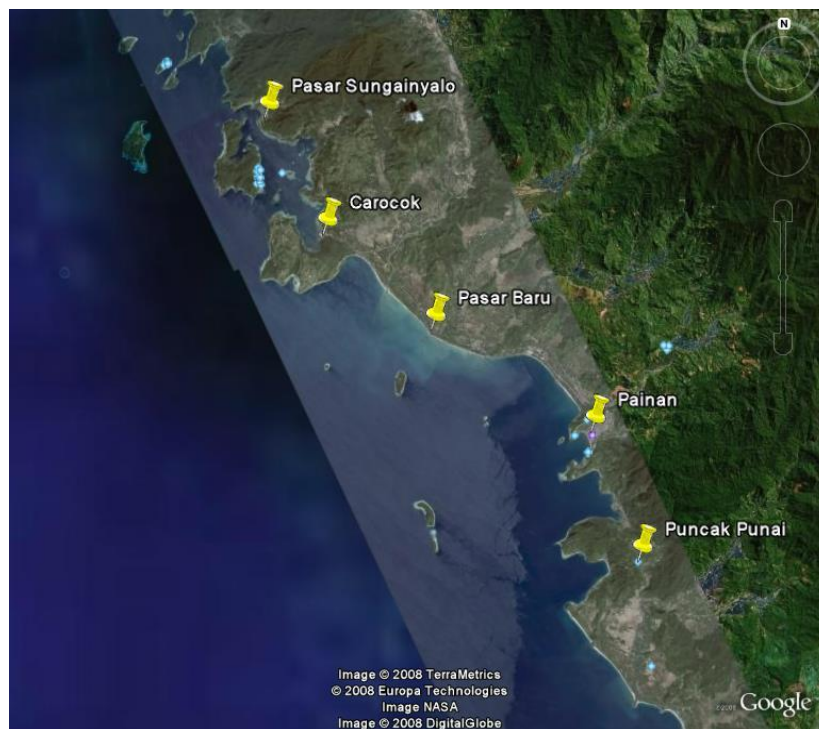 N
Pasar Sungainyalo
Carocok
Pasar Baru
Painan
Puncak Punai
Image © 2008 TerraMetrics
© 2008 Europa Technologies
Image NASA
Image © 2008 DigitalGlobe
Google